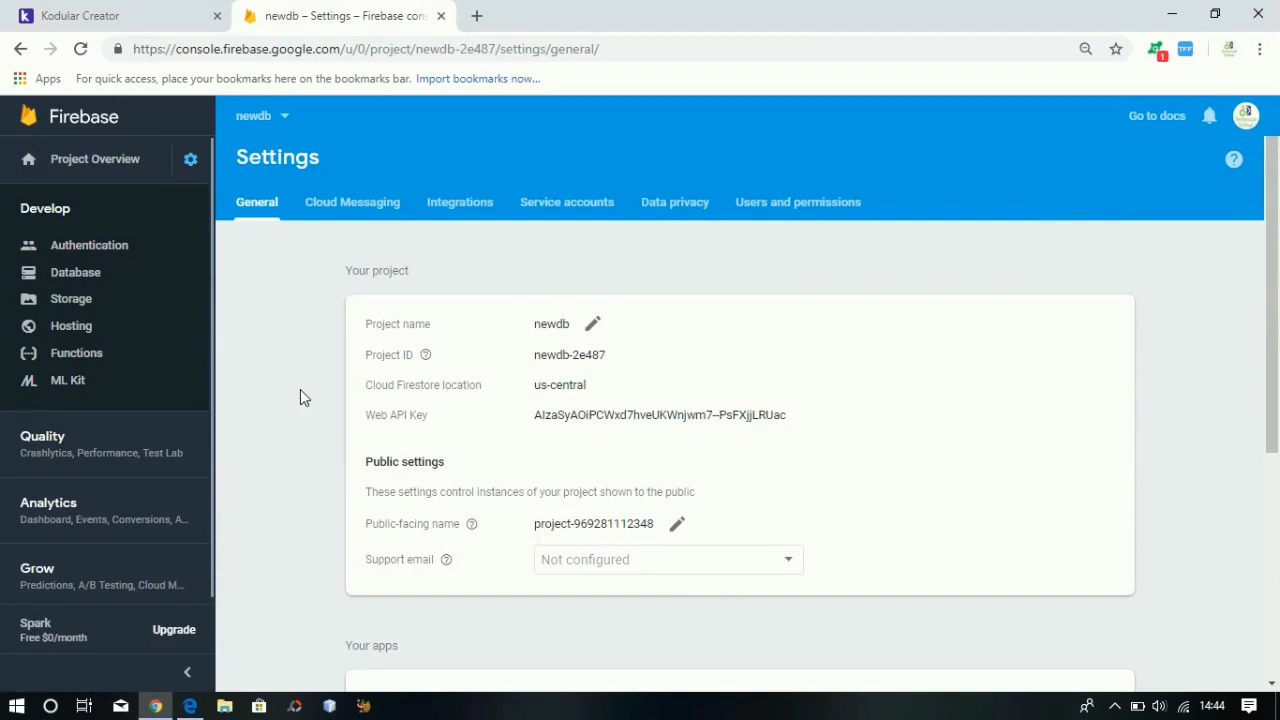 Kodular Creator
newdb – Settings – Firebase con
https://console.firebase.google.com/u/0/project/newdb-2e487/settings/general/
1
TFF
Apps
For quick access, place your bookmarks here on the bookmarks bar. Import bookmarks now...
Firebase
newdb
Go to docs
Project Overview
Settings
General
Cloud Messaging
Integrations
Service accounts
Data privacy
Users and permissions
Develop
Authentication
Database
Storage
Hosting
Functions
ML Kit
Quality
Crashlytics, Performance, Test Lab
Analytics
Dashboard, Events, Conversions, A...
Grow
Predictions, A/B Testing, Cloud M...
Spark
Free $0/month
Upgrade
Your project
Project name newdb
Project ID newdb-2e487
Cloud Firestore location us-central
Web API Key AIzaSyAOiPCWxd7hveUKWnjwm7--PsFXjjLRUac
Public settings
These settings control instances of your project shown to the public
Public-facing name project-969281112348
Support email Not configured
Your apps
14:44